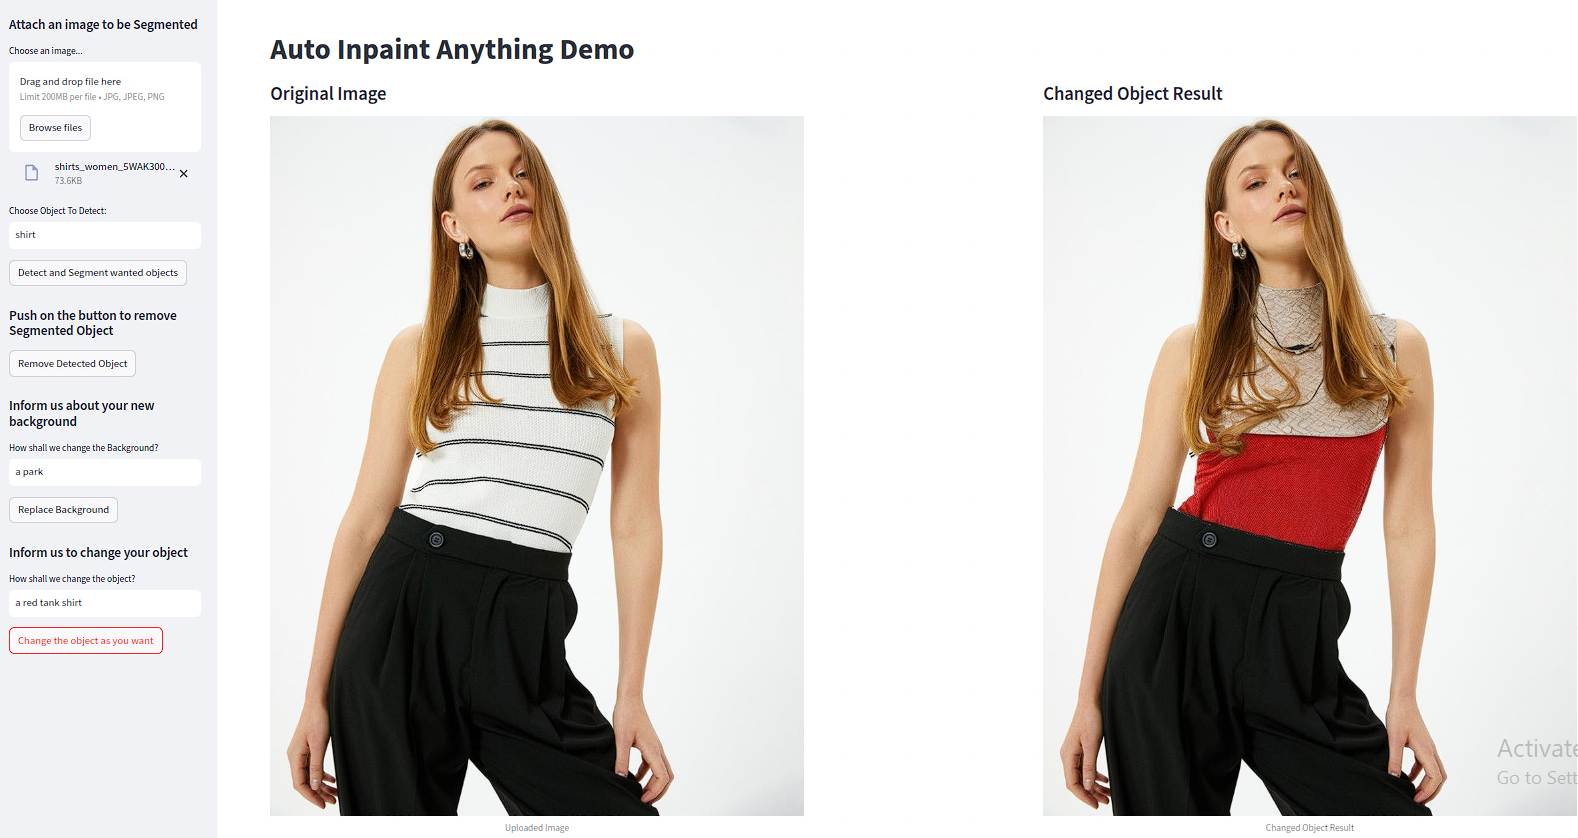 Attach an image to be Segmented
Choose an image...
Drag and drop file here
Limit 200MB per file • JPG, JPEG, PNG
Browse files
shirts_women_5WAK300...
73.6KB
Choose Object To Detect:
shirt
Detect and Segment wanted objects
Push on the button to remove
Segmented Object
Remove Detected Object
Inform us about your new
background
How shall we change the Background?
a park
Replace Background
Inform us to change your object
How shall we change the object?
a red tank shirt
Change the object as you want
Auto Inpaint Anything Demo
Original Image
Uploaded Image
Changed Object Result
Activate
Go to Sett
Changed Object Result